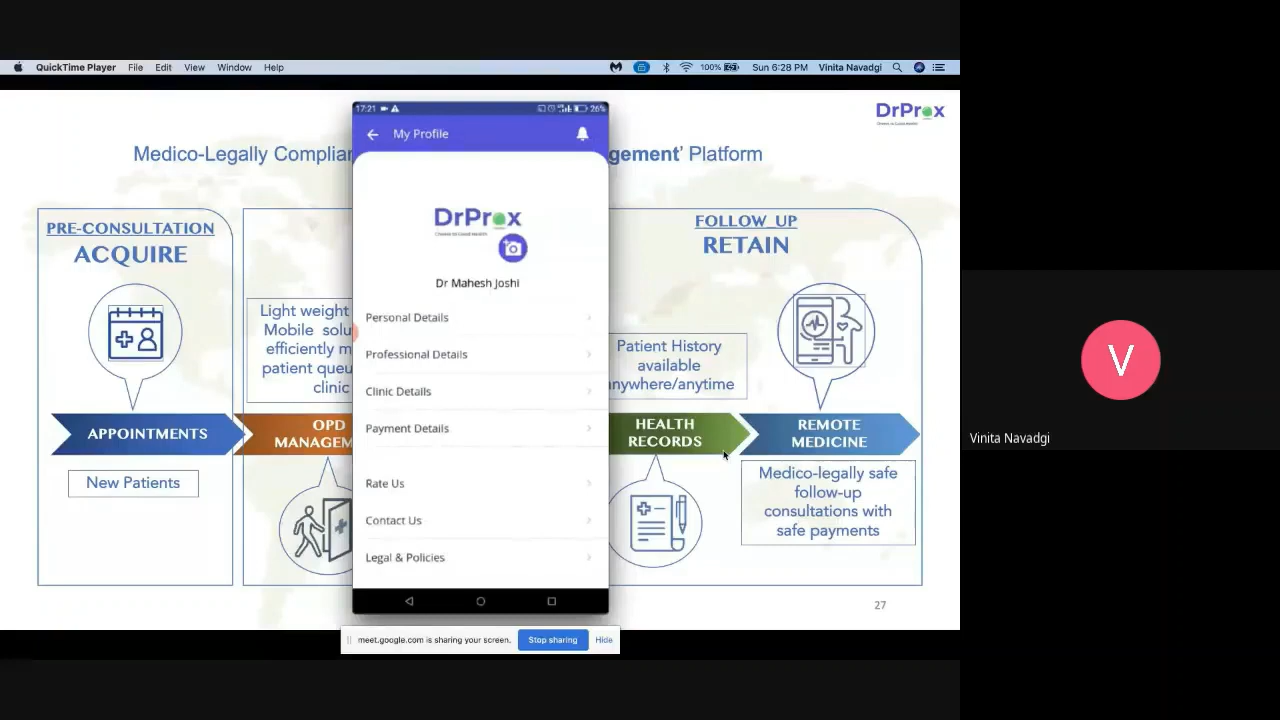 QuickTime Player File Edit View Window Help
100% Sun 6:28 PM Vinita Navadgi
DrProx
Medico-Legally Complian
gement' Platform
PRE-CONSULTATION
ACQUIRE
APPOINTMENTS
New Patients
Light weight
Mobile solu
efficiently m
patient queu
clinic
OPD
MANAGEM
17:21
26%
My Profile
DrProx
Dr Mahesh Joshi
Personal Details
Professional Details
Clinic Details
Payment Details
Rate Us
Contact Us
Legal & Policies
FOLLOW_UP
RETAIN
Patient History
available
nywhere/anytime
HEALTH
RECORDS
REMOTE
MEDICINE
Medico-legally safe
follow-up
consultations with
safe payments
27
meet.google.com is sharing your screen. Stop sharing Hide
V
Vinita Navadgi